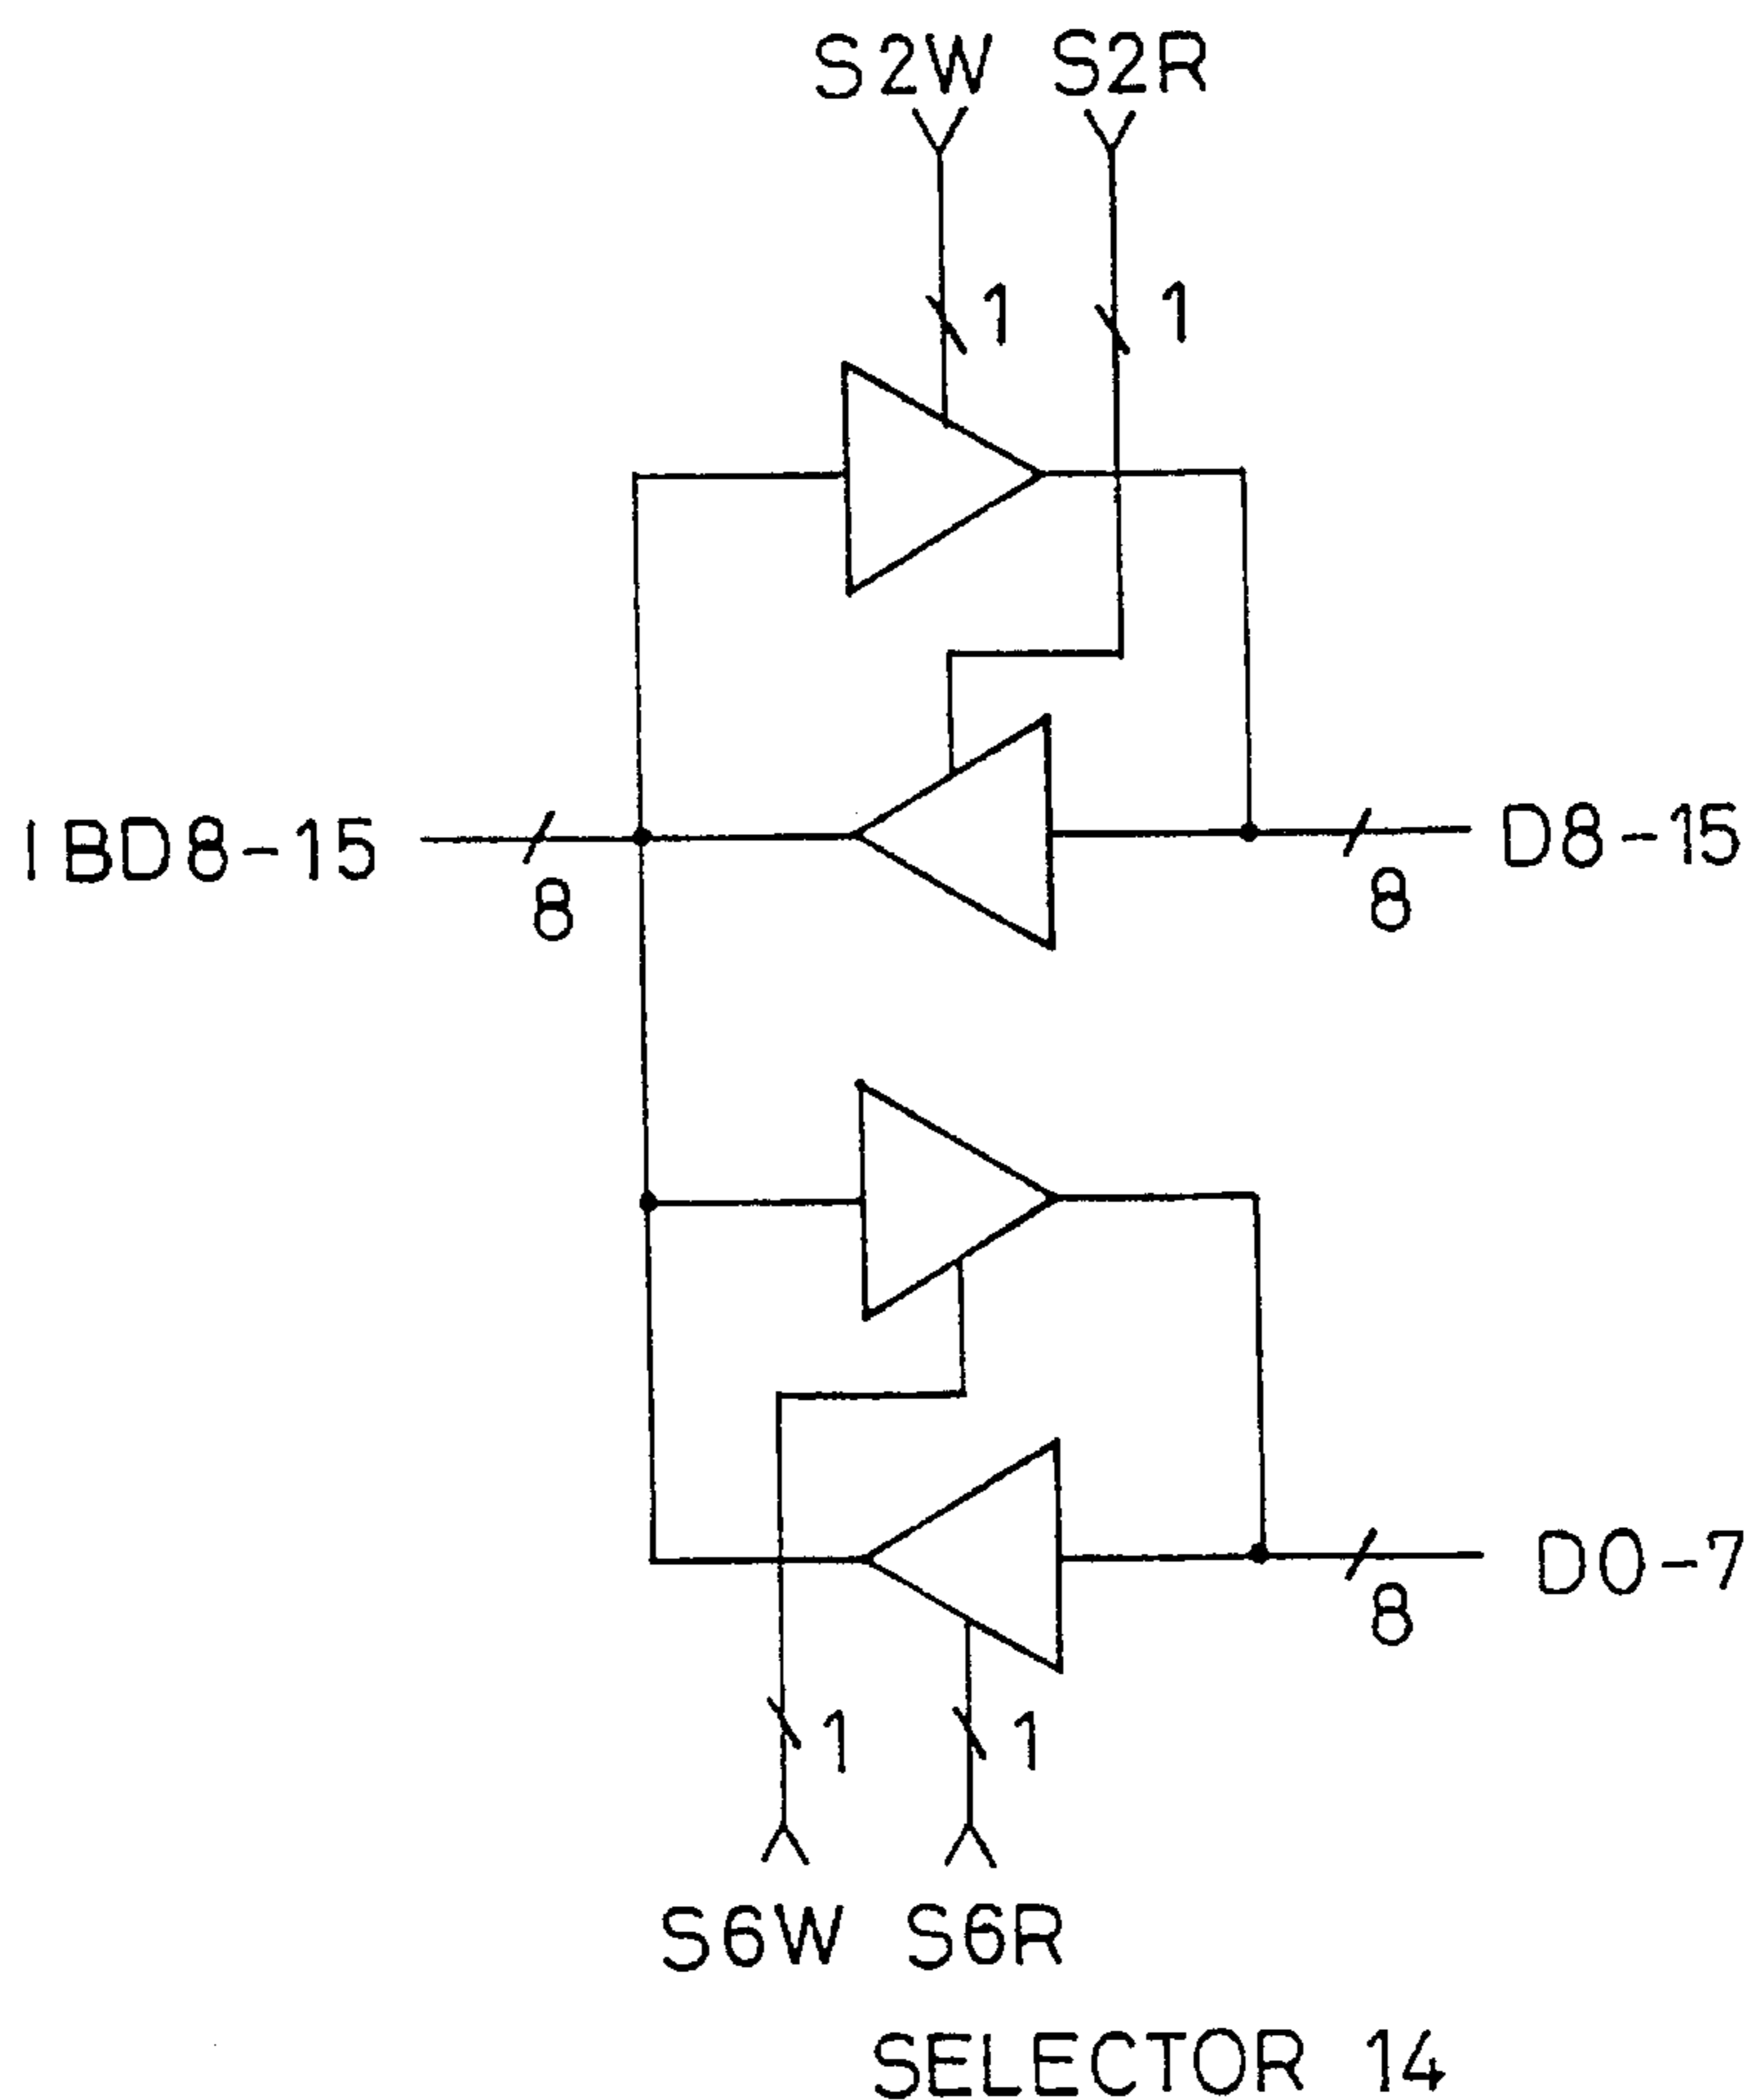 S2W S2R
1 1
IBD8-15 D8-15
8 8
D0-7
8
1 1
S6W S6R
SELECTOR 14